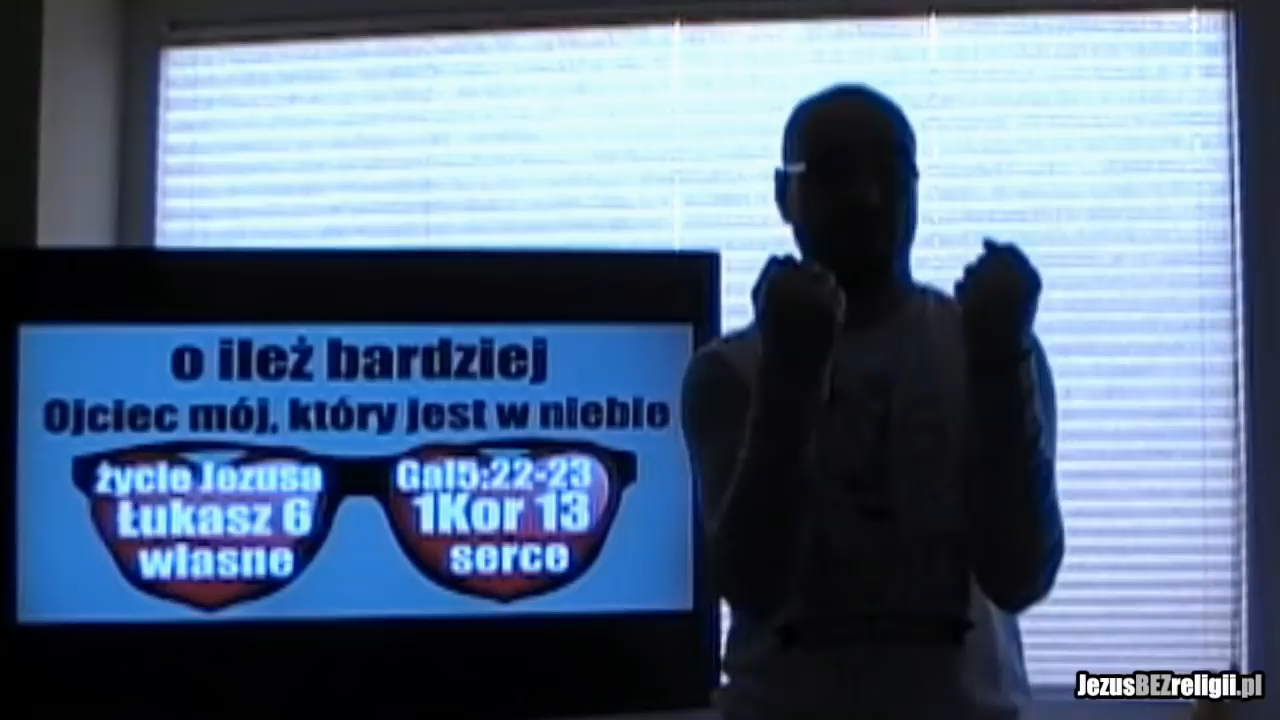 o ileż bardziej
Ojciec mój, który jest w niebie
życie Jezusa
Łukasz 6
własne
Gal5:22-23
1Kor 13
serce
JezusBEZreligii.pl